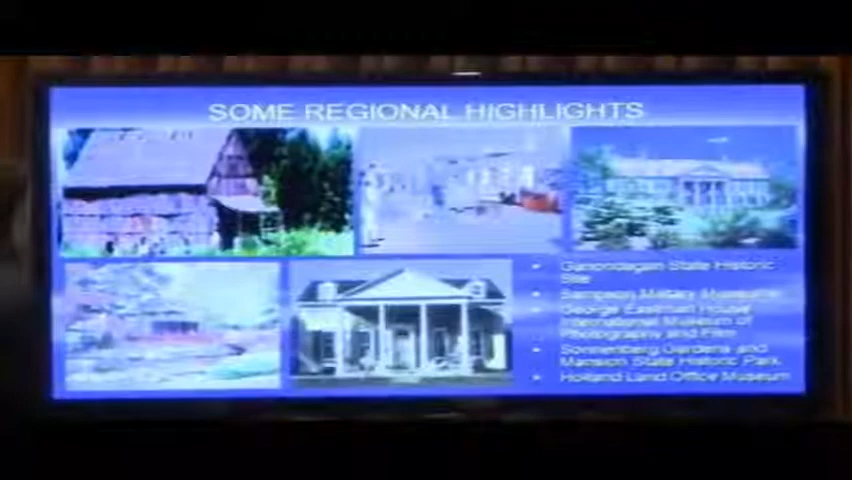 SOME REGIONAL HIGHLIGHTS
• Ganondagan State Historic
Site
• Sampson Military Museums
• George Eastman House
International Museum of
Photography and Film
• Sonnenberg Gardens and
Mansion State Historic Park
• Holland Land Office Museum